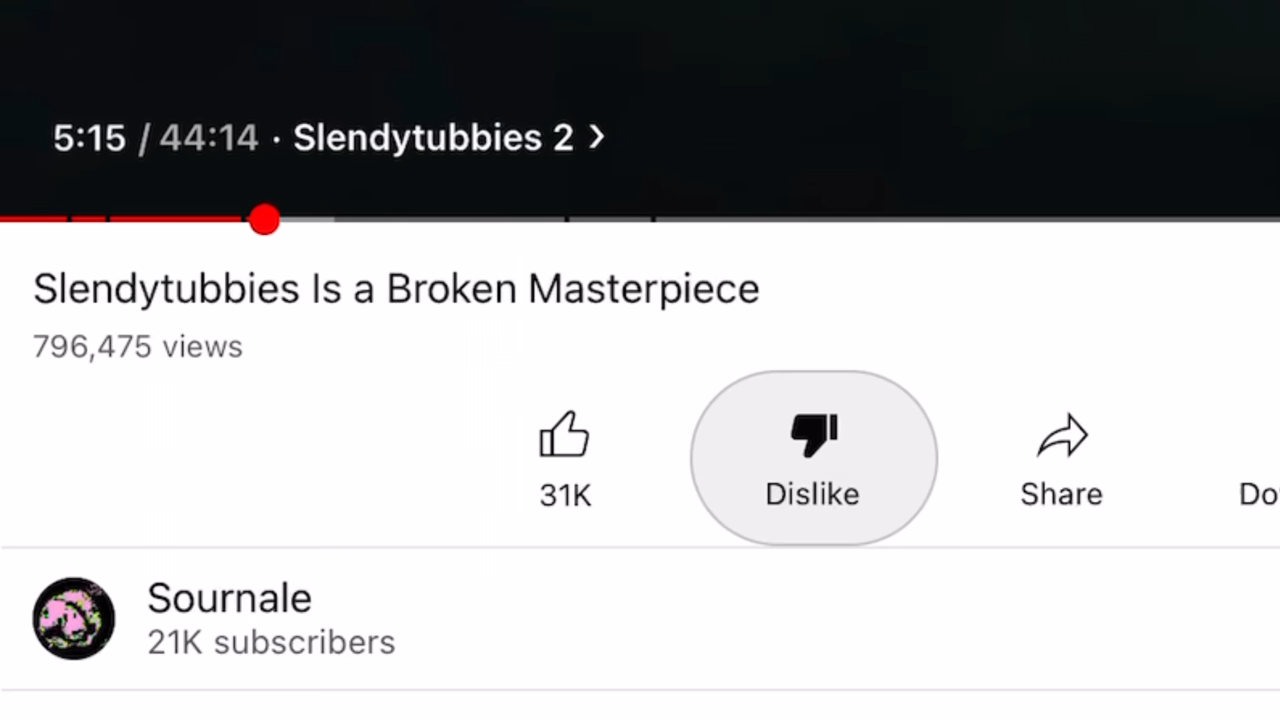 5:15 / 44:14 · Slendytubbies 2 ›
Slendytubbies Is a Broken Masterpiece
796,475 views
31K
Dislike
Share
Do
Sournale
21K subscribers